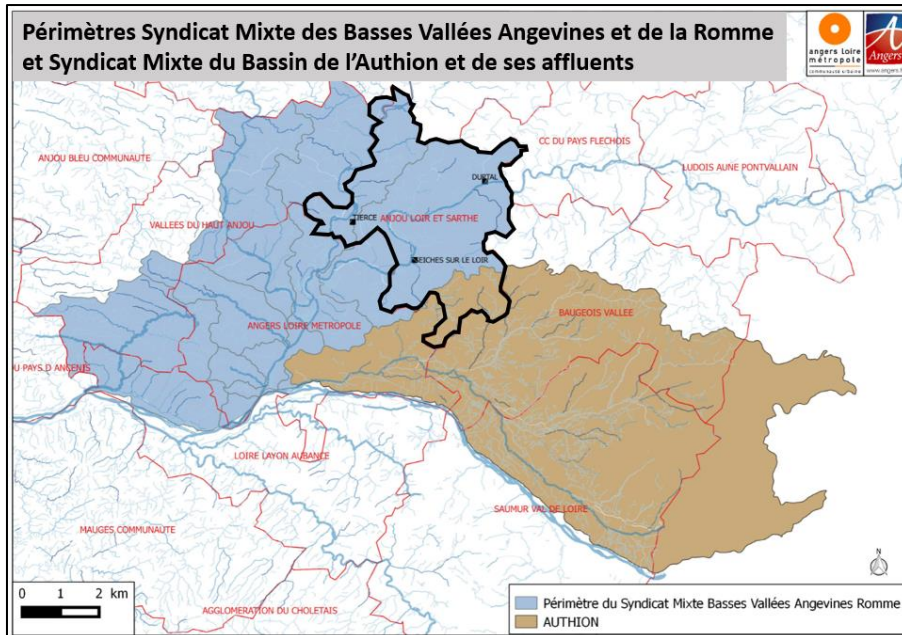 Périmètres Syndicat Mixte des Basses Vallées Angevines et de la Romme
et Syndicat Mixte du Bassin de l'Authion et de ses affluents
angers Loire
métropole
communauté urbaine
Angers
www.angers.fr
CC DU PAYS FLECHOIS
ANJOU BLEU COMMUNAUTE
LUDOIS AUNE PONTVALLAIN
DURTAL
VALLEES DU HAUT ANJOU
TIERCE
ANJOU LOIR ET SARTHE
SEICHES SUR LE LOIR
BAUGEOIS VALLEE
ANGERS LOIRE METROPOLE
DU PAYS D ANCENIS
LOIRE LAYON AUBANCE
SAUMUR VAL DE LOIRE
MAUGES COMMUNAUTE
N
0 1 2 km
Périmètre du Syndicat Mixte Basses Vallées Angevines Romme
AUTHION
AGGLOMERATION DU CHOLETAIS